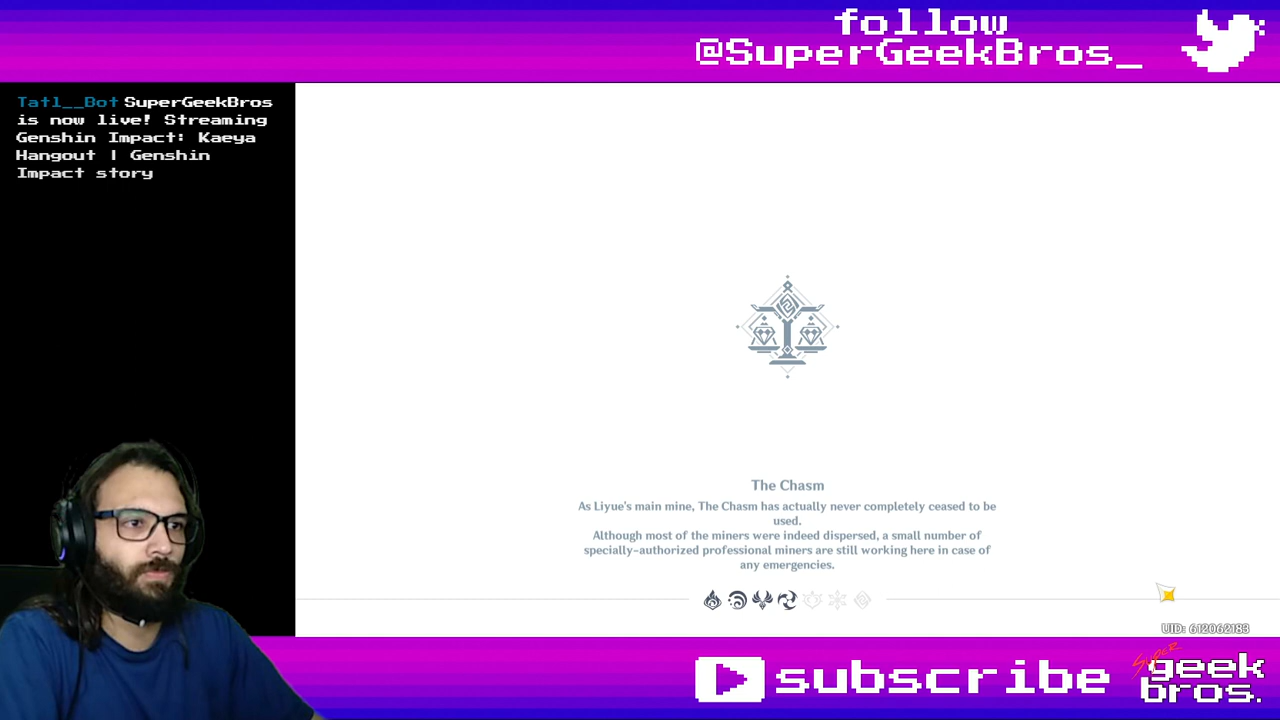 follow
@SuperGeekBros_
Tatl__Bot SuperGeekBros
is now live! Streaming
Genshin Impact: Kaeya
Hangout | Genshin
Impact story
The Chasm
As Liyue's main mine, The Chasm has actually never completely ceased to be
used.
Although most of the miners were indeed dispersed, a small number of
specially-authorized professional miners are still working here in case of
any emergencies.
UID: 612062183
subscribe
SUPER
geek
bros.